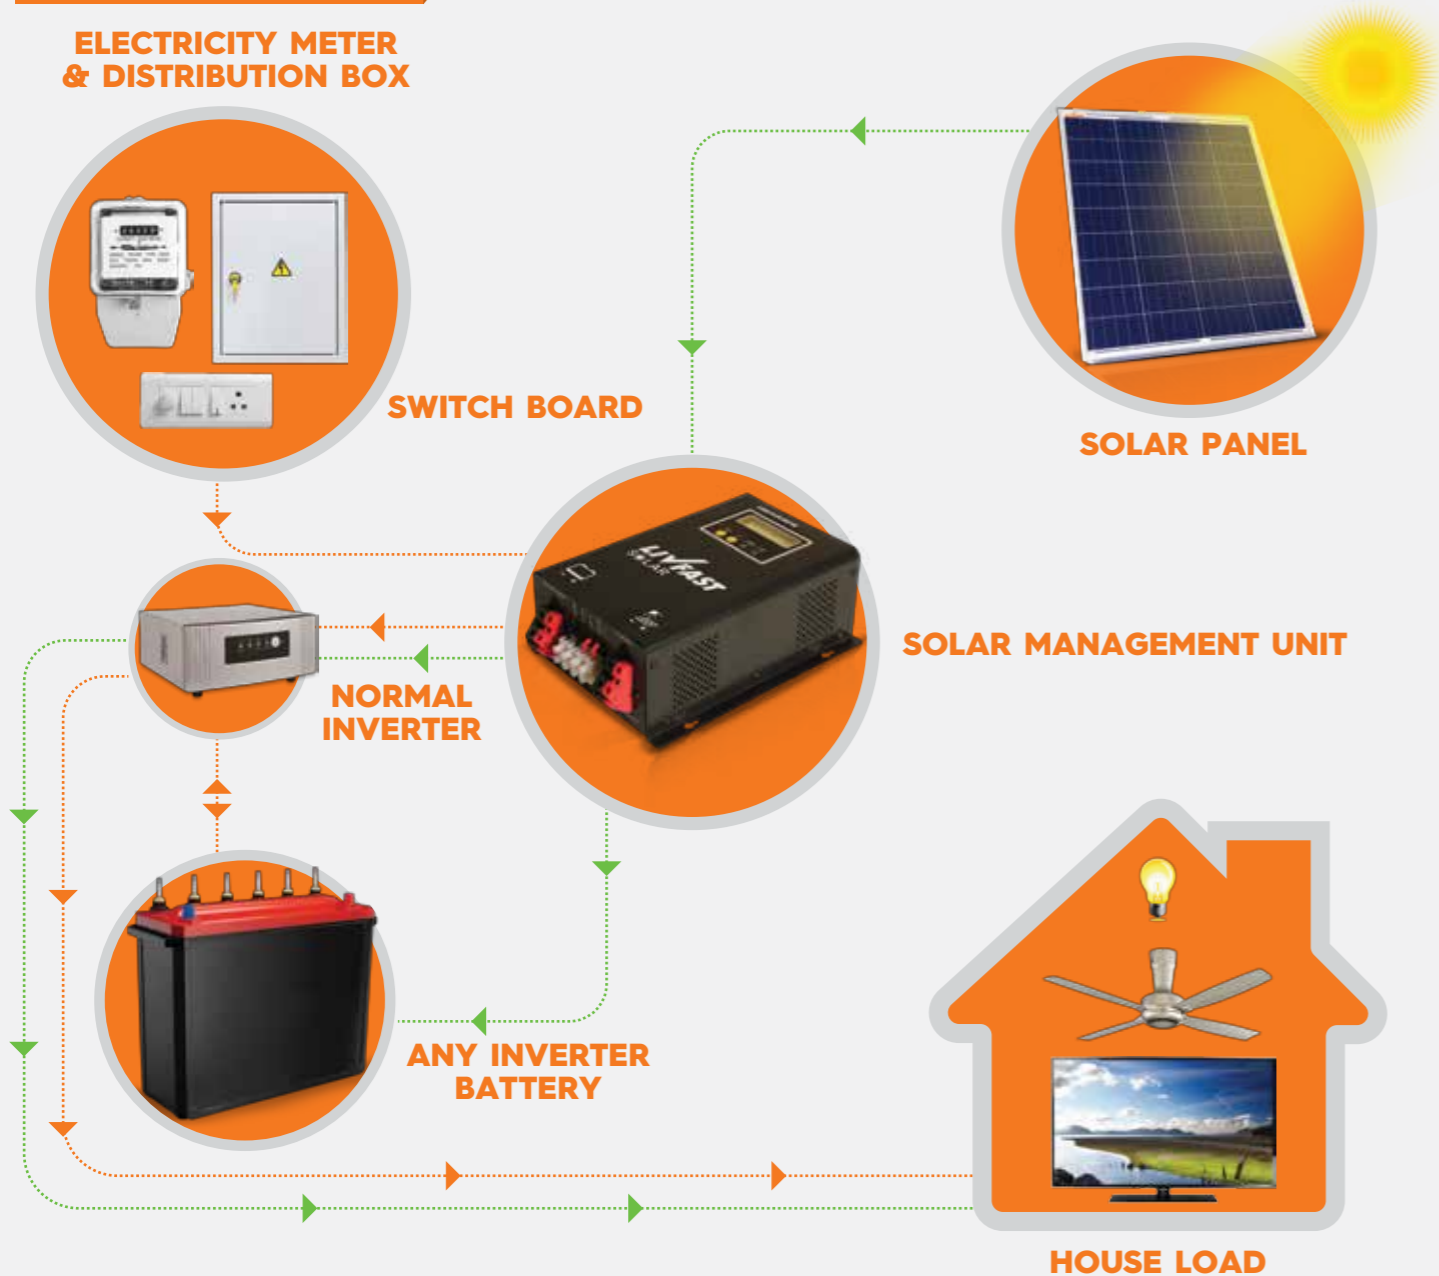 ELECTRICITY METER
& DISTRIBUTION BOX
SWITCH BOARD
SOLAR PANEL
LIVFAST
SOLAR
SOLAR MANAGEMENT UNIT
NORMAL
INVERTER
ANY INVERTER
BATTERY
HOUSE LOAD